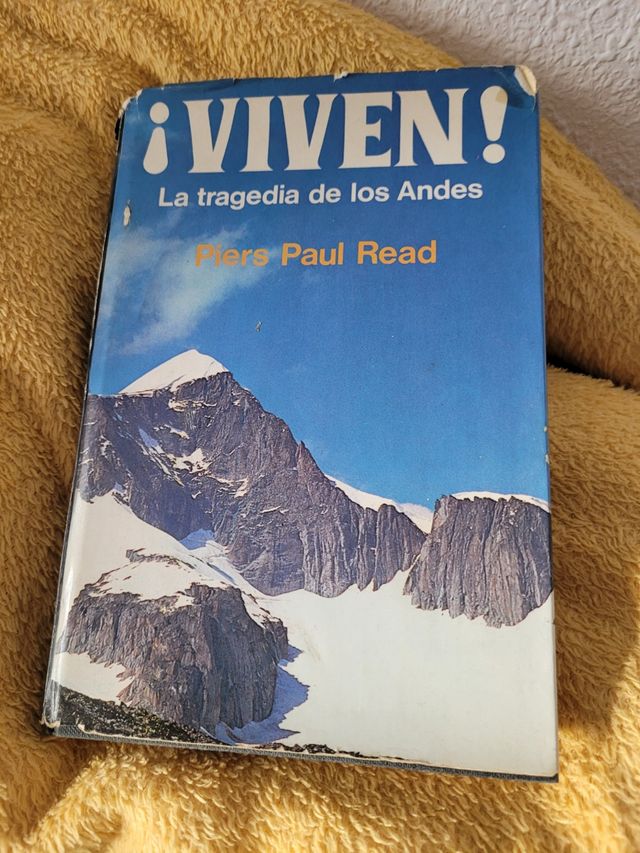 ¡VIVEN!
La tragedia de los Andes
Piers Paul Read